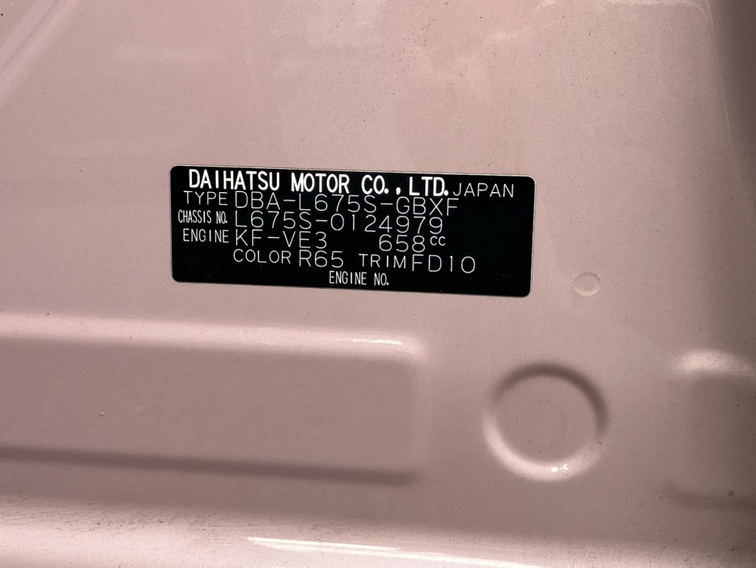 DAIHATSU MOTOR CO., LTD. JAPAN
TYPE DBA-L675S-GBXF
CHASSIS NO. L675S-0124979
ENGINE KF-VE3 658cc
COLOR R65 TRIM FD10
ENGINE NO.